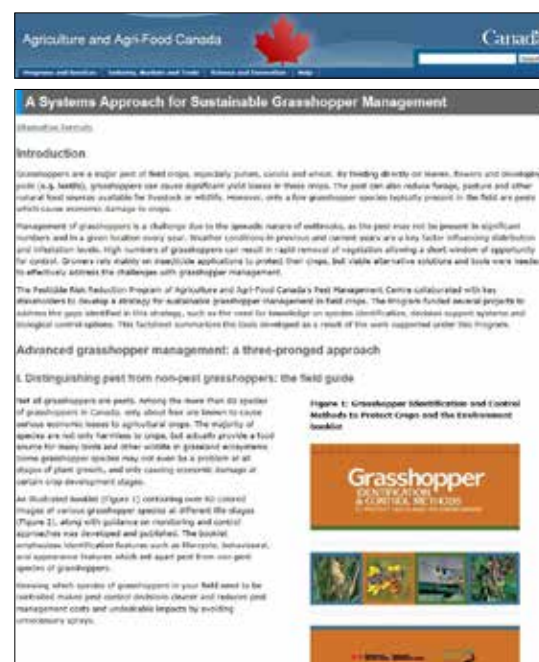 Agriculture and Agri-Food Canada
Canada
Programs and Services | Industry, Markets and Trade | Science and Innovation | Help
A Systems Approach for Sustainable Grasshopper Management
Alternative Formats
Introduction
Grasshoppers are a major pest of field crops, especially pulses, canola and wheat. By feeding directly on leaves, flowers and developing
pods (e.g. lentils), grasshoppers can cause significant yield losses in these crops. The pest can also reduce forage, pasture and other
natural food sources available for livestock or wildlife. However, only a few grasshopper species typically present in the field are pests
which cause economic damage to crops.
Management of grasshoppers is a challenge due to the sporadic nature of outbreaks, as the pest may not be present in significant
numbers and in a given location every year. Weather conditions in previous and current years are a key factor influencing distribution
and infestation levels. High numbers of grasshoppers can result in rapid removal of vegetation allowing a short window of opportunity
for control. Growers rely mainly on insecticide applications to protect their crops, but viable alternative solutions and tools were needed
to effectively address the challenges with grasshopper management.
The Pesticide Risk Reduction Program of Agriculture and Agri-Food Canada's Pest Management Centre collaborated with key
stakeholders to develop a strategy for sustainable grasshopper management in field crops. The Program funded several projects to
address the gaps identified in this strategy, such as the need for knowledge on species identification, decision support systems and
biological control options. This factsheet summarizes the tools developed as a result of the work supported under this Program.
Advanced grasshopper management: a three-pronged approach
I. Distinguishing pest from non-pest grasshoppers: the field guide
Not all grasshoppers are pests. Among the more than 80 species
of grasshoppers in Canada, only about four are known to cause
serious economic losses to agricultural crops. The majority of
species are not only harmless to crops, but actually provide a food
source for many birds and other wildlife in grassland ecosystems.
Some grasshopper species may not even be a problem at all
stages of plant growth, and only causing economic damage at
certain crop development stages.
An illustrated booklet (Figure 1) containing over 60 colored
images of various grasshopper species at different life stages
(Figure 2), along with guidance on monitoring and control
approaches was developed and published. The booklet
emphasizes identification features such as lifecycle, behavioural,
and appearance features which set apart pest from non-pest
species of grasshoppers.
Knowing which species of grasshoppers in your field need to be
controlled makes pest control decisions clearer and reduces pest
management costs and undesirable impacts by avoiding
unnecessary sprays.
Figure 1: Grasshopper Identification and Control
Methods to Protect Crops and the Environment
booklet
Grasshopper
IDENTIFICATION
& CONTROL METHODS
TO PROTECT CROPS AND THE ENVIRONMENT